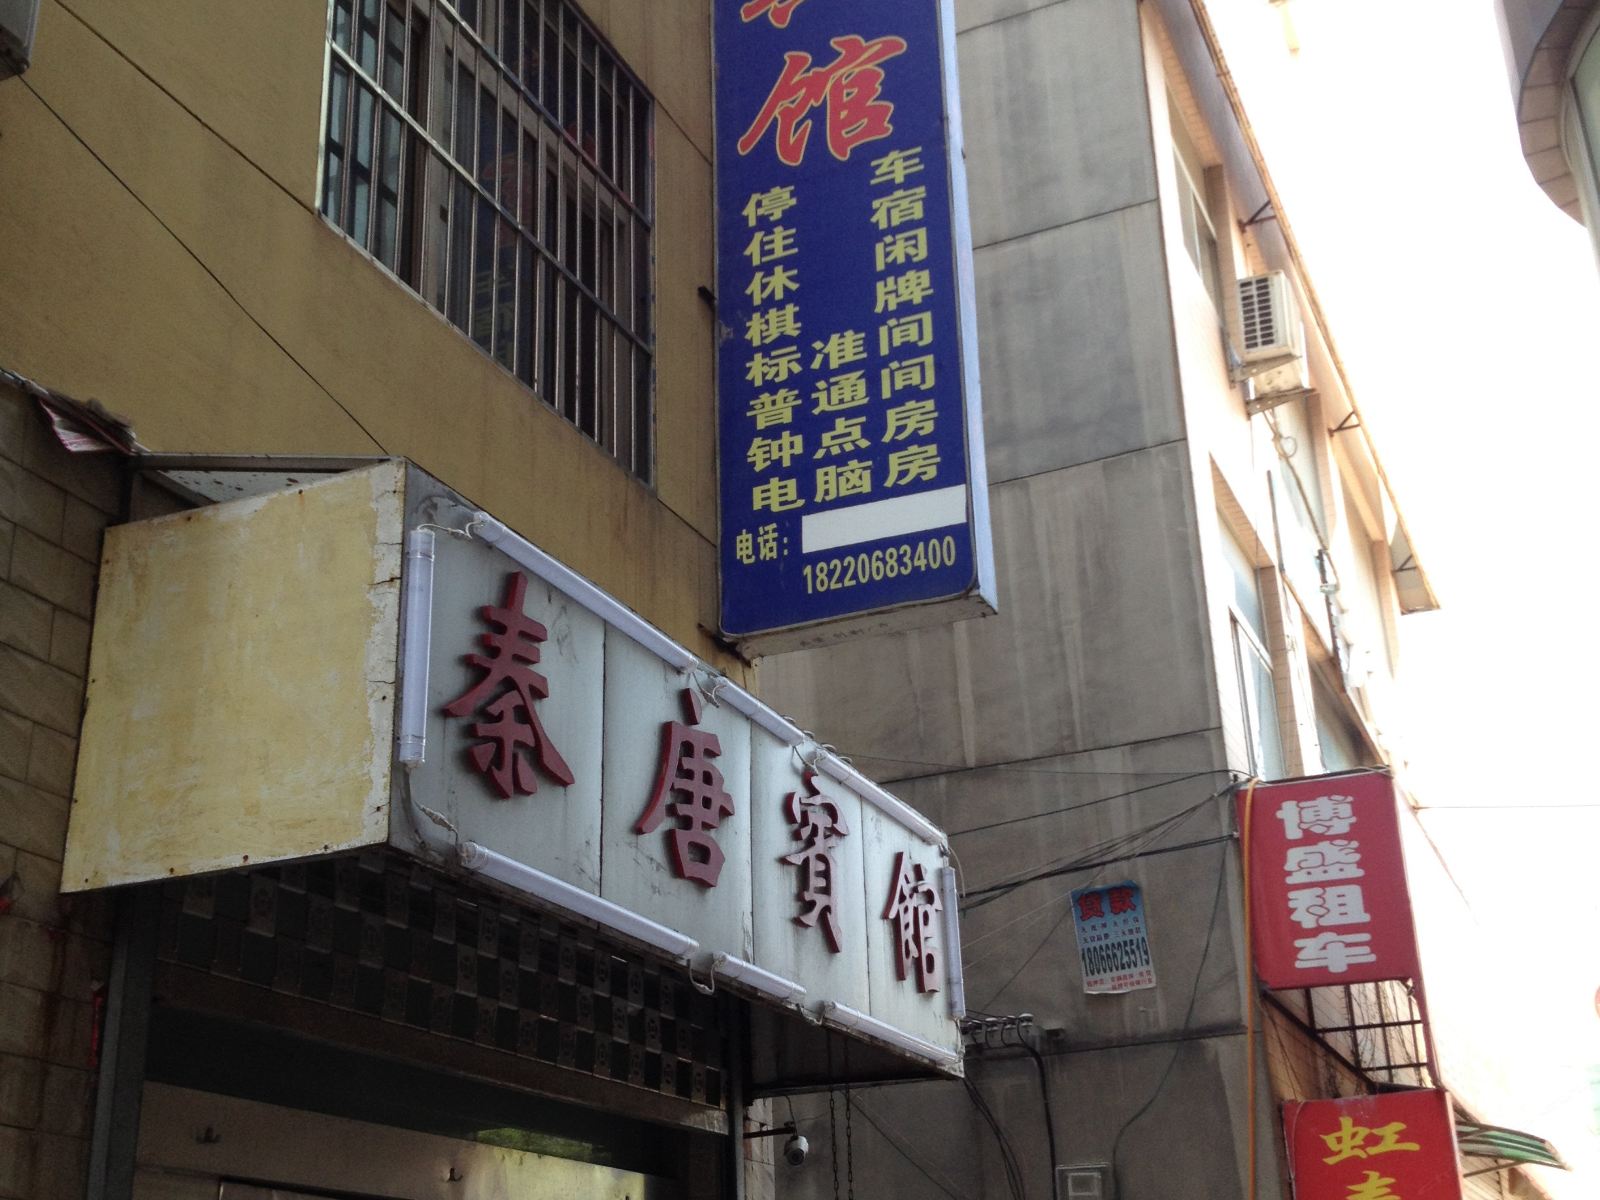 馆
停车
住宿
休闲
棋牌
标准间
普通间
钟点房
电脑房
电话：
18220683400
秦唐賓館
博盛租车
贷款
18066625519
虹